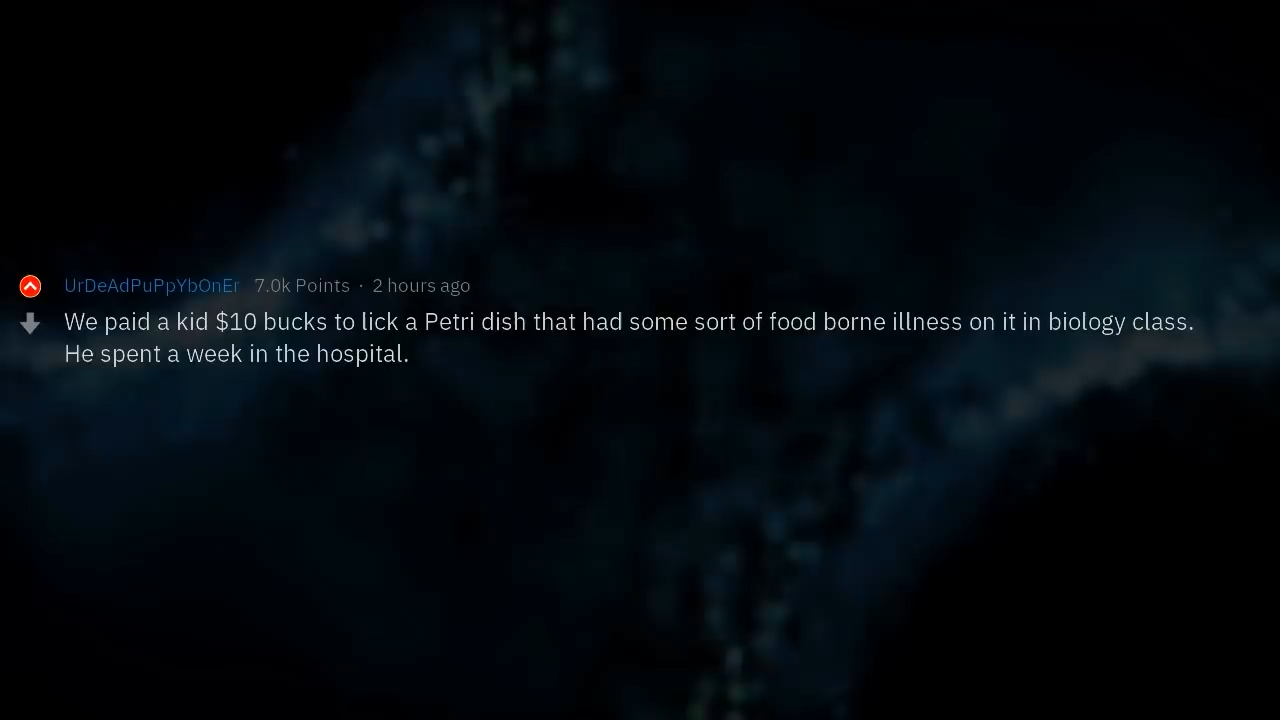 UrDeAdPuPpYbOnEr 7.0k Points · 2 hours ago
We paid a kid $10 bucks to lick a Petri dish that had some sort of food borne illness on it in biology class.
He spent a week in the hospital.